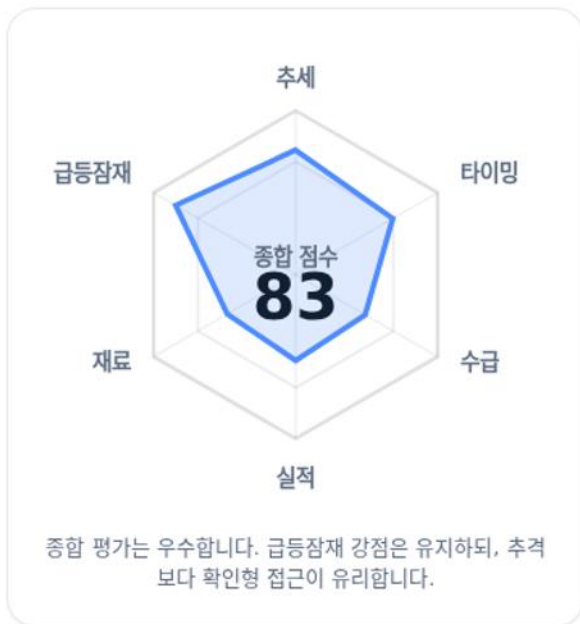 추세
급등잠재
타이밍
종합 점수
83
재료
수급
실적
종합 평가는 우수합니다. 급등잠재 강점은 유지하되, 추격
보다 확인형 접근이 유리합니다.